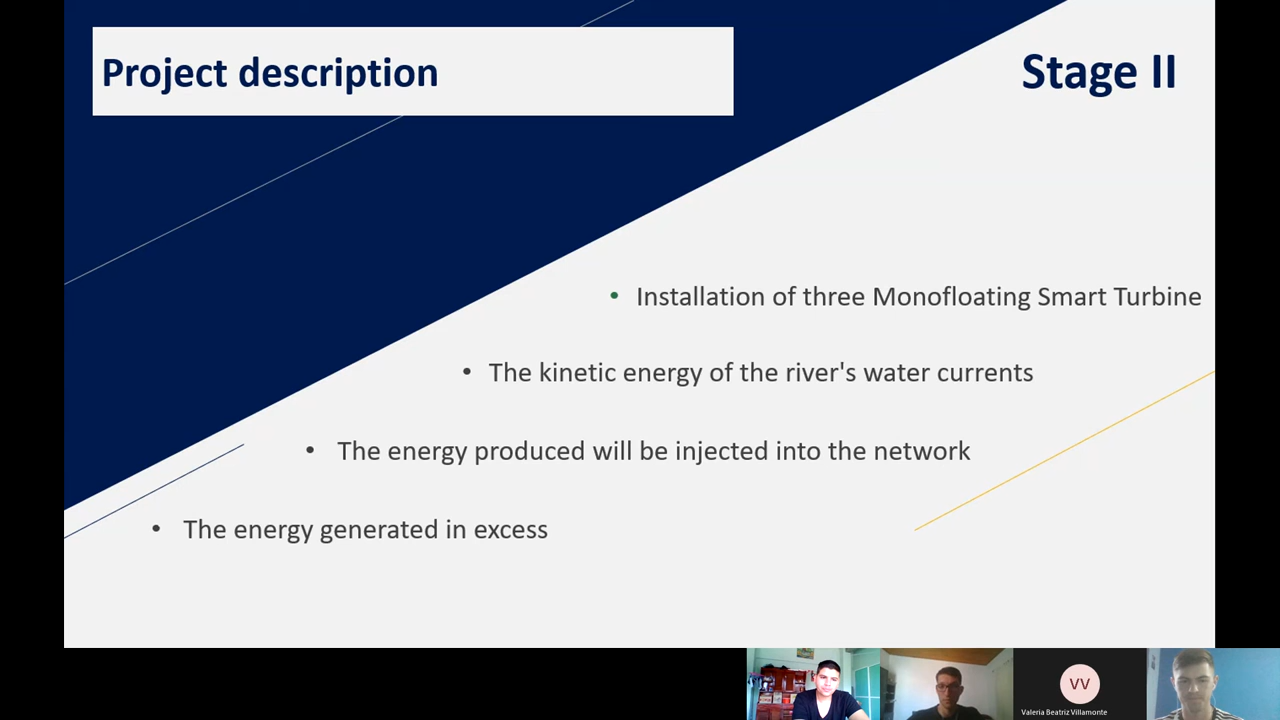 Project description
Stage II
• Installation of three Monofloating Smart Turbine
• The kinetic energy of the river's water currents
• The energy produced will be injected into the network
• The energy generated in excess
VV
Valeria Beatriz Villamonte